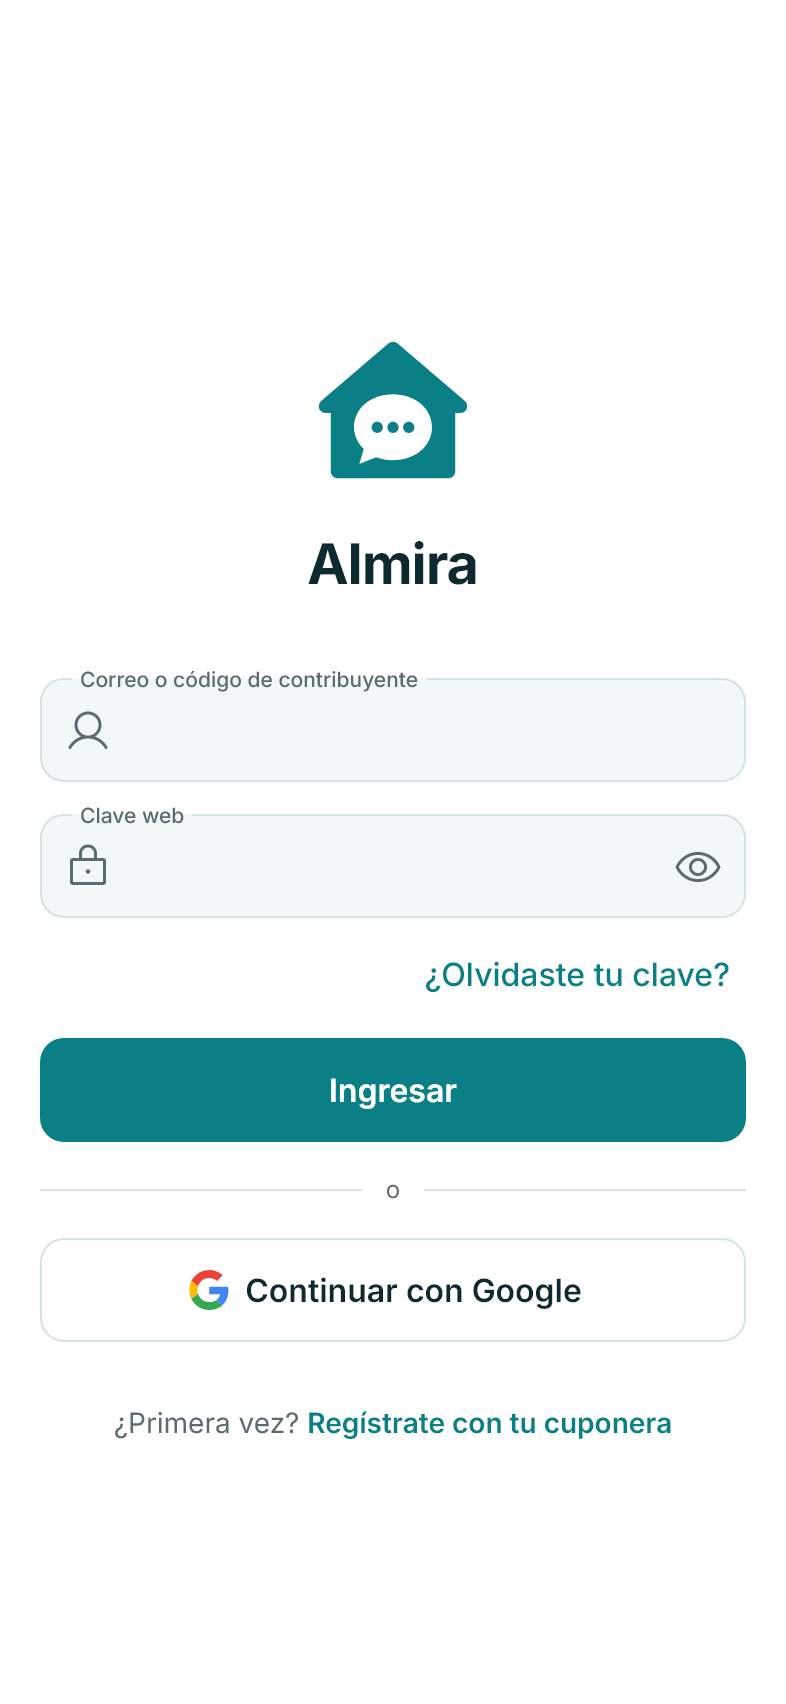 Almira
Correo o código de contribuyente
Clave web
¿Olvidaste tu clave?
Ingresar
o
Continuar con Google
¿Primera vez? Regístrate con tu cuponera